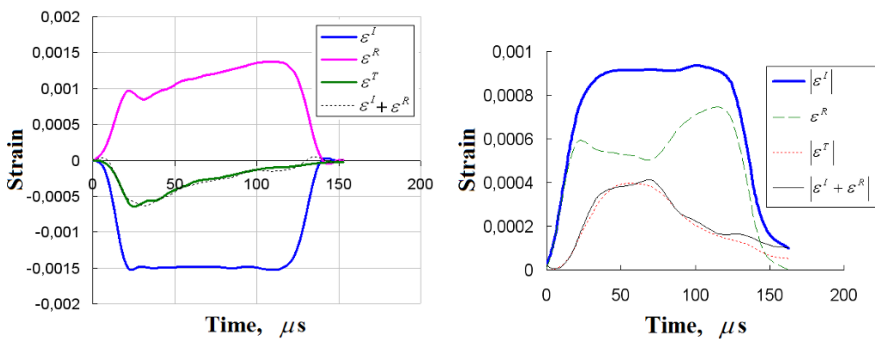 0,002
0,0015
0,001
0,0005
0
-0,0005
-0,001
-0,0015
-0,002
Strain
0 50 100 150 200
Time, μs
ε^I
ε^R
ε^T
ε^I + ε^R
0,001
0,0008
0,0006
0,0004
0,0002
0
Strain
0 50 100 150 200
Time, μs
|ε^I|
ε^R
|ε^T|
|ε^I + ε^R|